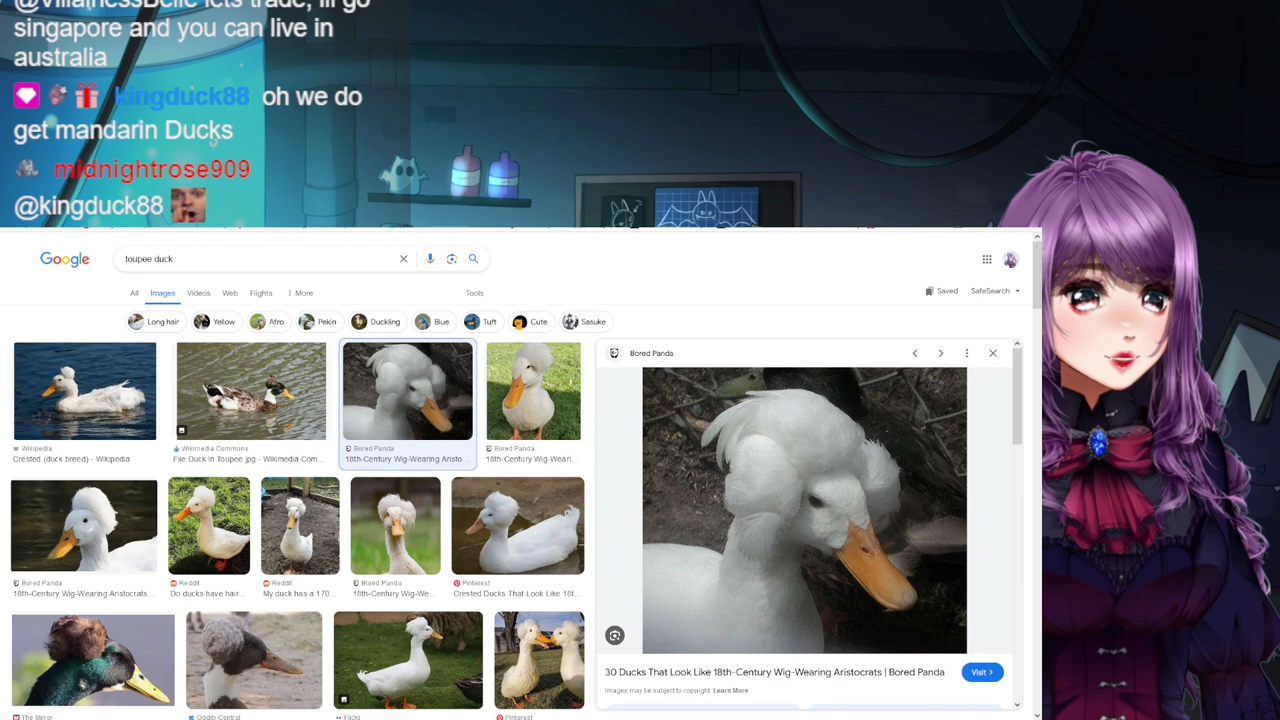 @VillainessBelle lets trade, ill go
singapore and you can live in
australia
kingduck88 oh we do
get mandarin Ducks
midnightrose909
@kingduck88
Google
toupee duck
All Images Videos Web Flights More Tools
Saved SafeSearch
Long hair Yellow Afro Pekin Duckling Blue Tuft Cute Sasuke
Wikipedia
Crested (duck breed) - Wikipedia
Wikimedia Commons
File:Duck in Toupee.jpg - Wikimedia Com...
Bored Panda
18th-Century Wig-Wearing Aristo...
Bored Panda
18th-Century Wig-Weari...
Bored Panda
18th-Century Wig-Wearing Aristocrats...
Reddit
Do ducks have hair...
Reddit
My duck has a 170...
Bored Panda
18th-Century Wig-We...
Pinterest
Crested Ducks That Look Like 18t...
The Mirror
Oddity Central
Flickr
Pinterest
Bored Panda
30 Ducks That Look Like 18th-Century Wig-Wearing Aristocrats | Bored Panda
Visit >
Images may be subject to copyright. Learn More